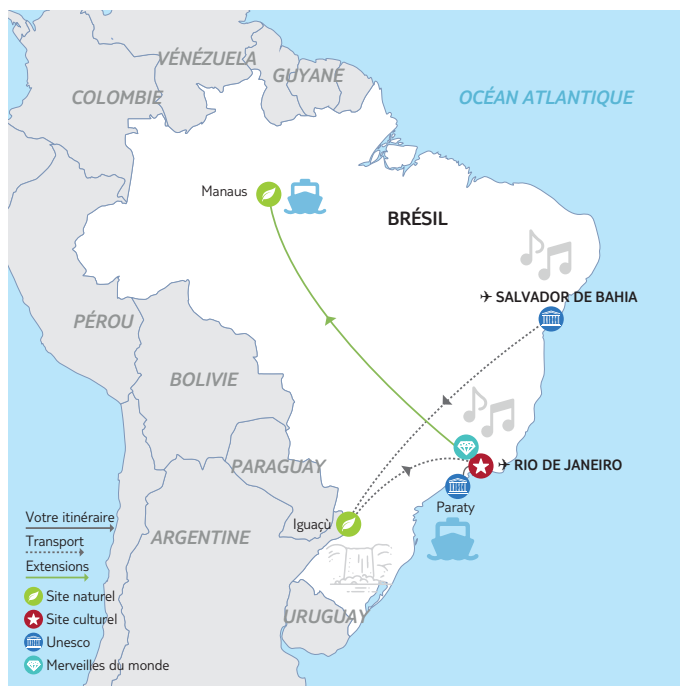 VÉNÉZUELA
GUYANE
COLOMBIE
OCÉAN ATLANTIQUE
Manaus
BRÉSIL
✈ SALVADOR DE BAHIA
PÉROU
BOLIVIE
PARAGUAY
✈ RIO DE JANEIRO
Paraty
Iguaçù
ARGENTINE
URUGUAY
Votre itinéraire
Transport
Extensions
Site naturel
Site culturel
Unesco
Merveilles du monde